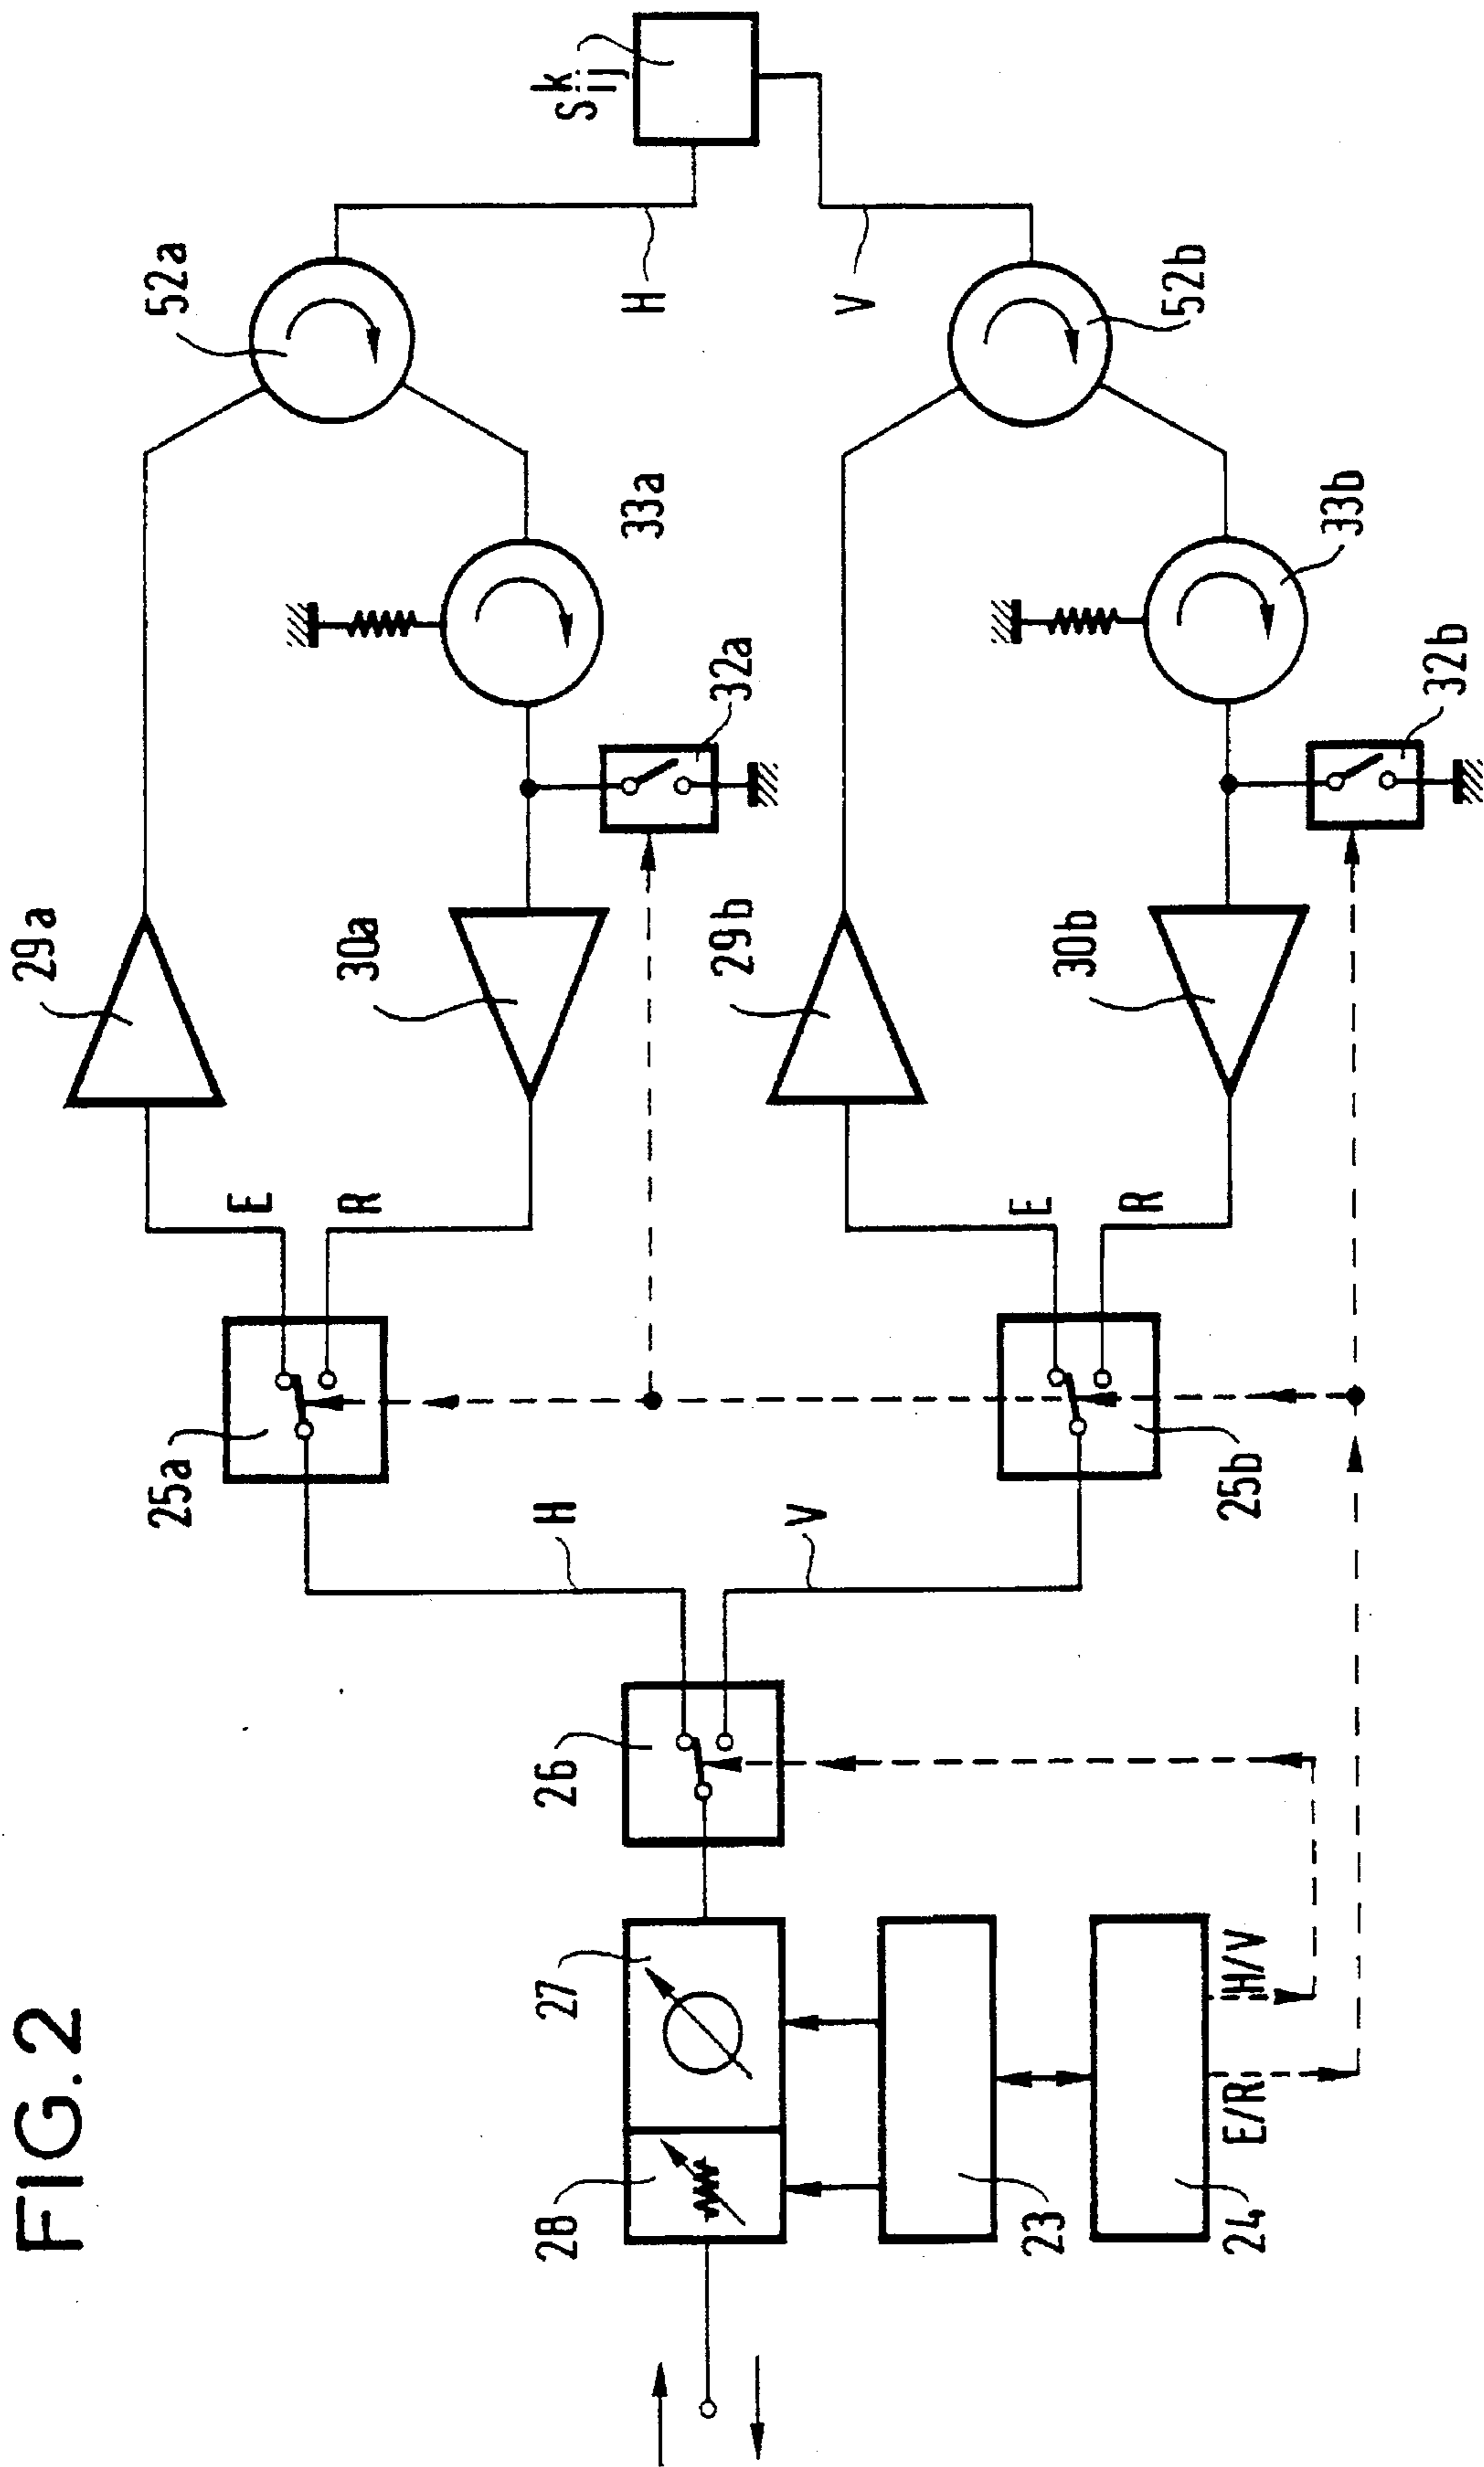 FIG.2
28
27
23
24
E/R
H/V
26
H
V
25a
25b
E
R
E
R
29a
30a
29b
30b
32a
32b
33a
33b
52a
52b
H
V
S^k_ij